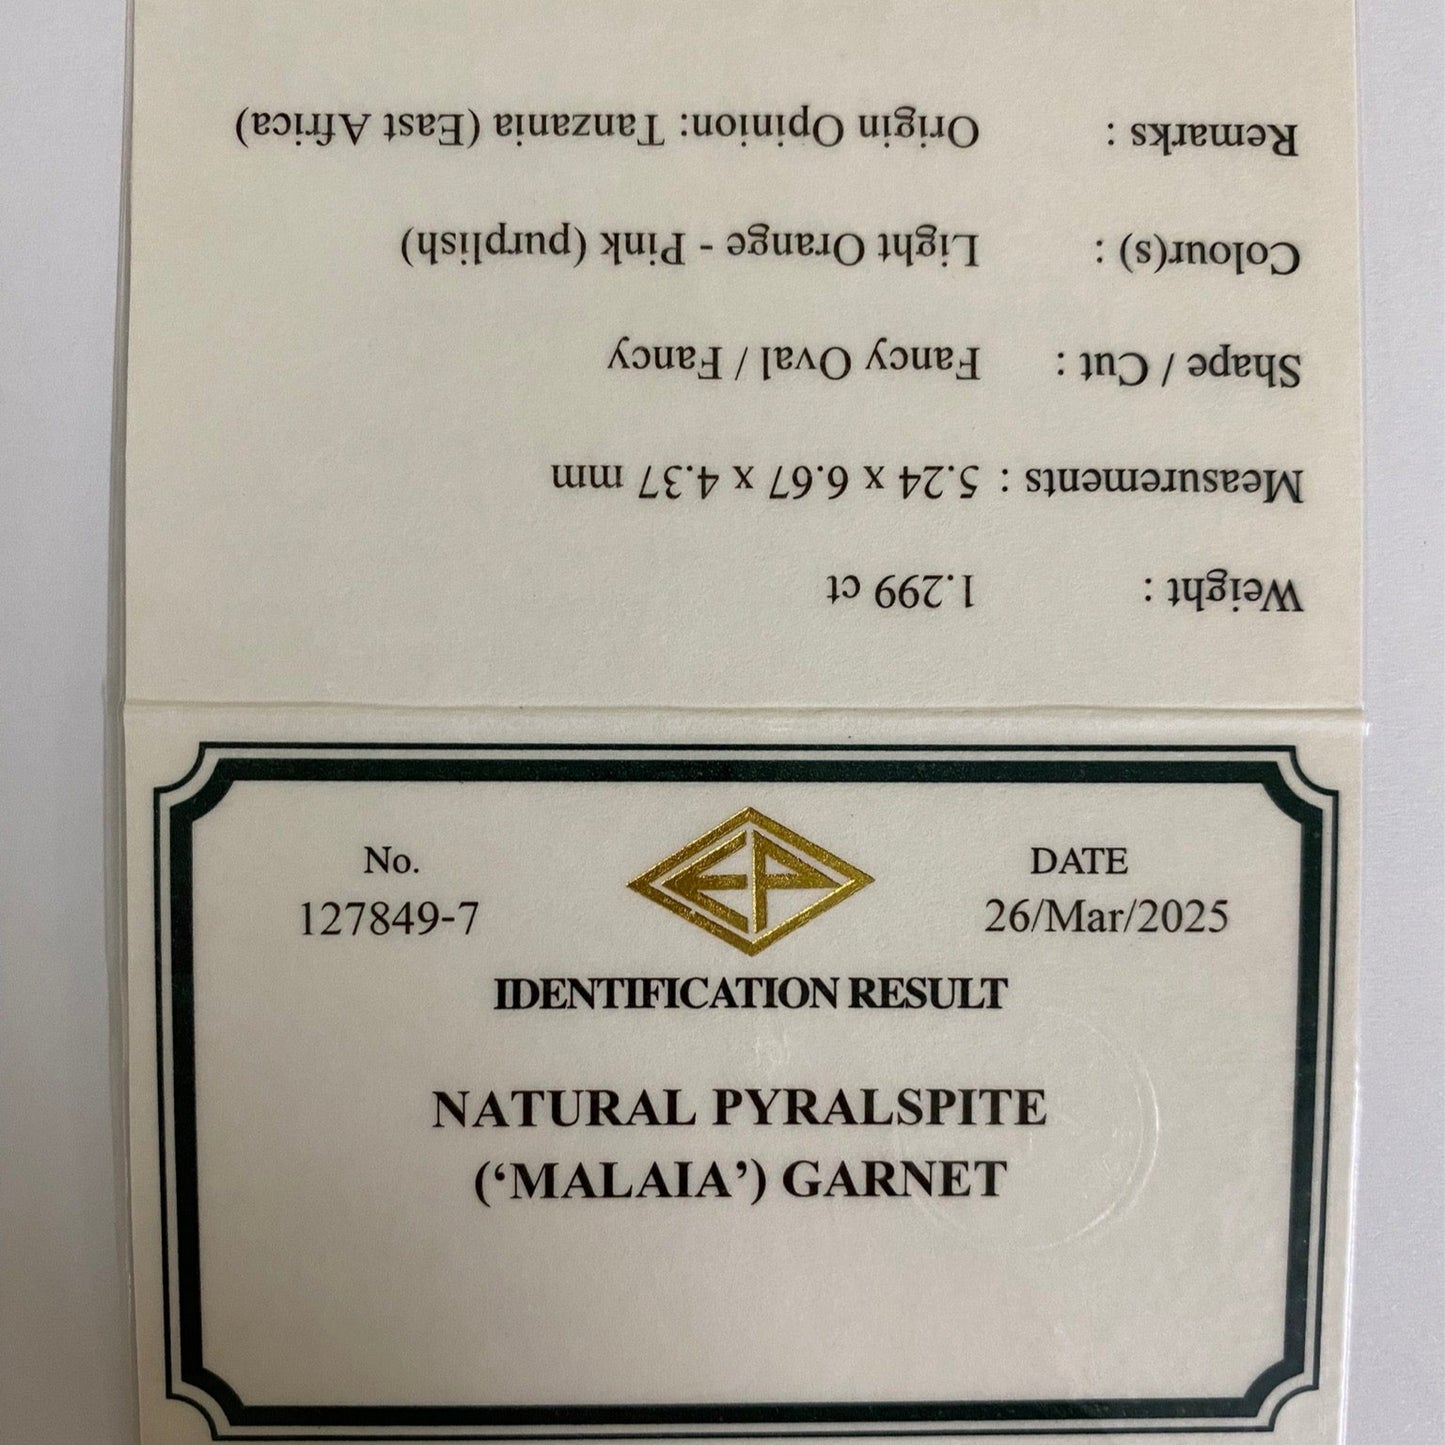 Weight : 1.299 ct
Measurements : 5.24 x 6.67 x 4.37 mm
Shape / Cut : Fancy Oval / Fancy
Colour(s) : Light Orange - Pink (purplish)
Remarks : Origin Opinion: Tanzania (East Africa)
No.
127849-7
EP
DATE
26/Mar/2025
IDENTIFICATION RESULT
NATURAL PYRALSPITE
(‘MALAIA’) GARNET